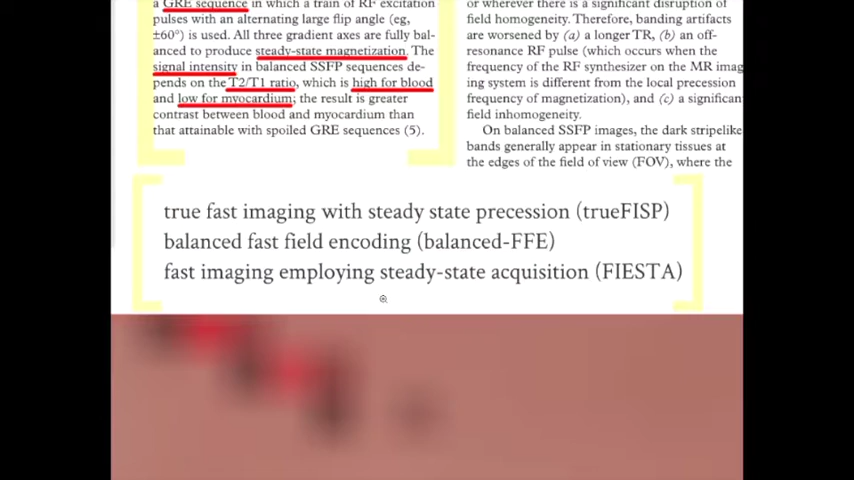 a GRE sequence in which a train of RF excitation
pulses with an alternating large flip angle (eg,
±60°) is used. All three gradient axes are fully bal-
anced to produce steady-state magnetization. The
signal intensity in balanced SSFP sequences de-
pends on the T2/T1 ratio, which is high for blood
and low for myocardium; the result is greater
contrast between blood and myocardium than
that attainable with spoiled GRE sequences (5).
or wherever there is a significant disruption of
field homogeneity. Therefore, banding artifacts
are worsened by (a) a longer TR, (b) an off-
resonance RF pulse (which occurs when the
frequency of the RF synthesizer on the MR imag
ing system is different from the local precession
frequency of magnetization), and (c) a significan
field inhomogeneity.
On balanced SSFP images, the dark stripelike
bands generally appear in stationary tissues at
the edges of the field of view (FOV), where the
true fast imaging with steady state precession (trueFISP)
balanced fast field encoding (balanced-FFE)
fast imaging employing steady-state acquisition (FIESTA)